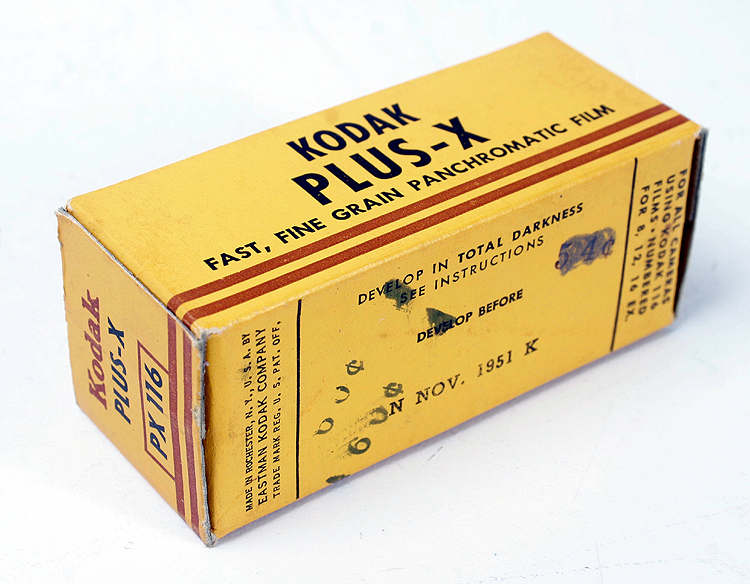 KODAK
PLUS-X
FAST, FINE GRAIN PANCHROMATIC FILM
Kodak
PLUS-X
PX 116
MADE IN ROCHESTER, N. Y., U. S. A. BY
EASTMAN KODAK COMPANY
TRADE MARK REG. U. S. PAT. OFF.
DEVELOP IN TOTAL DARKNESS
SEE INSTRUCTIONS
54¢
DEVELOP BEFORE
N NOV. 1951 K
FOR ALL CAMERAS
USING KODAK 116
FILMS, NUMBERED
FOR 8, 12, 16 EX.